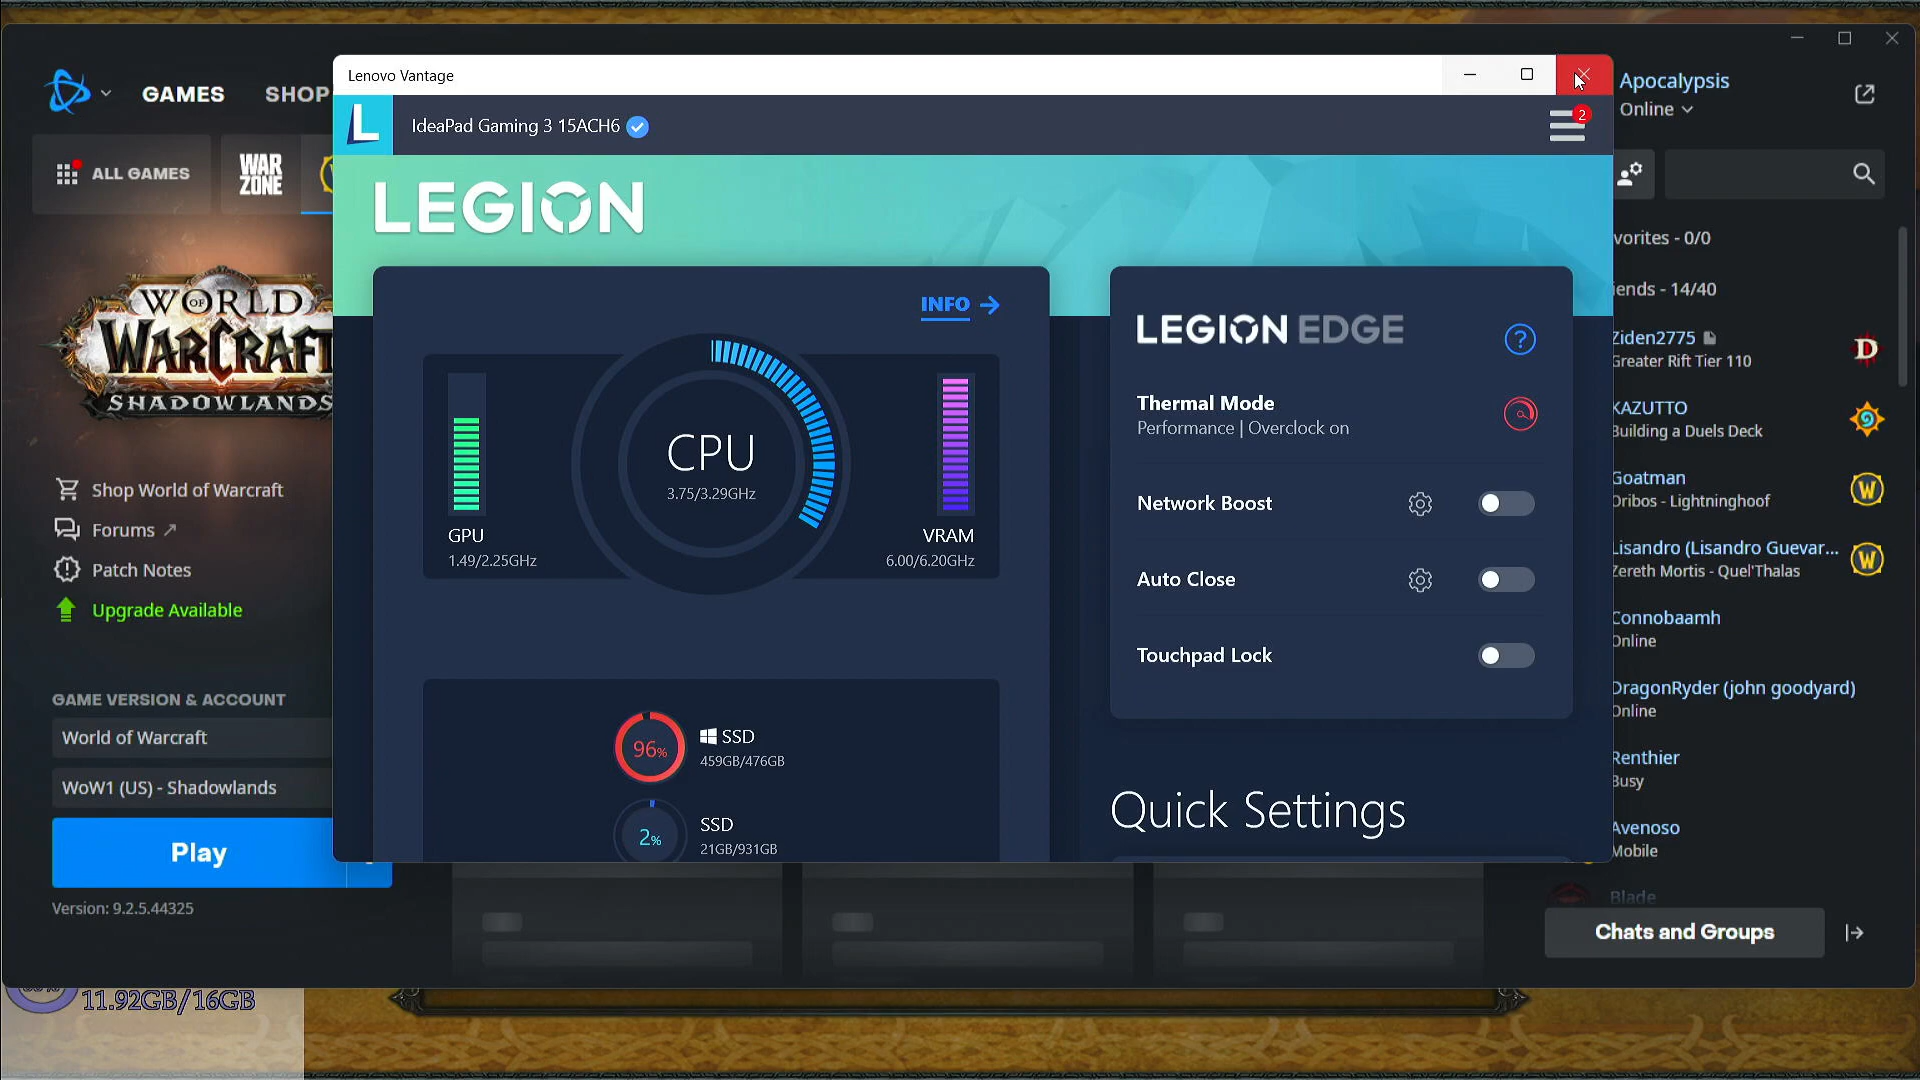 Lenovo Vantage
IdeaPad Gaming 3 15ACH6
2
LEGION
INFO
CPU
3.75/3.29GHz
GPU
1.49/2.25GHz
VRAM
6.00/6.20GHz
96%
SSD
459GB/476GB
2%
SSD
21GB/931GB
LEGION EDGE
?
Thermal Mode
Performance | Overclock on
Network Boost
Auto Close
Touchpad Lock
Quick Settings
GAMES
SHOP
ALL GAMES
WAR
ZONE
WORLD
OF
WARCRAFT
SHADOWLANDS
Shop World of Warcraft
Forums
Patch Notes
Upgrade Available
GAME VERSION & ACCOUNT
World of Warcraft
WoW1 (US) - Shadowlands
Play
Version: 9.2.5.44325
11.92GB/16GB
Apocalypsis
Online
vorites - 0/0
iends - 14/40
Ziden2775
Greater Rift Tier 110
KAZUTTO
Building a Duels Deck
Goatman
Oribos - Lightninghoof
Lisandro (Lisandro Guevar...
Zereth Mortis - Quel'Thalas
Connobaamh
Online
DragonRyder (john goodyard)
Online
Renthier
Busy
Avenoso
Mobile
Blade
Chats and Groups